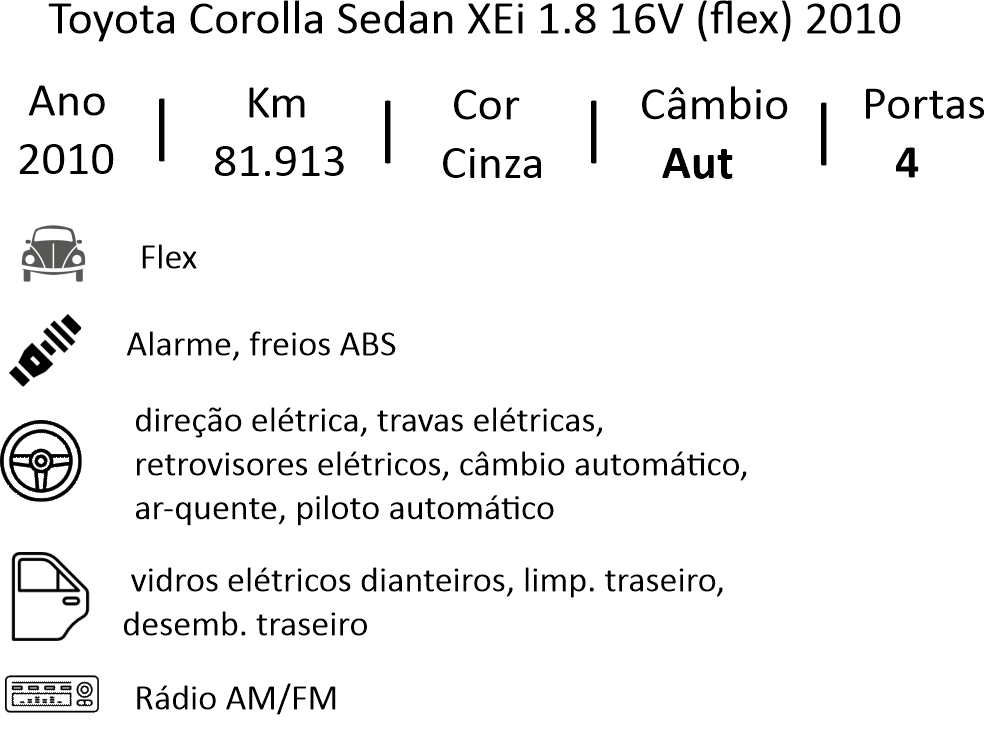 Toyota Corolla Sedan XEi 1.8 16V (flex) 2010
Ano | Km | Cor | Câmbio | Portas
2010 | 81.913 | Cinza | Aut | 4
Flex
Alarme, freios ABS
direção elétrica, travas elétricas,
retrovisores elétricos, câmbio automático,
ar-quente, piloto automático
vidros elétricos dianteiros, limp. traseiro,
desemb. traseiro
Rádio AM/FM